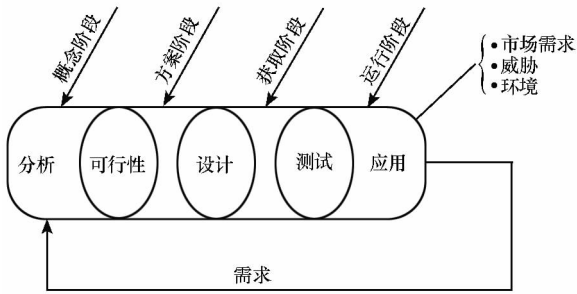 概念阶段
方案阶段
获取阶段
运行阶段
•市场需求
•威胁
•环境
分析
可行性
设计
测试
应用
需求